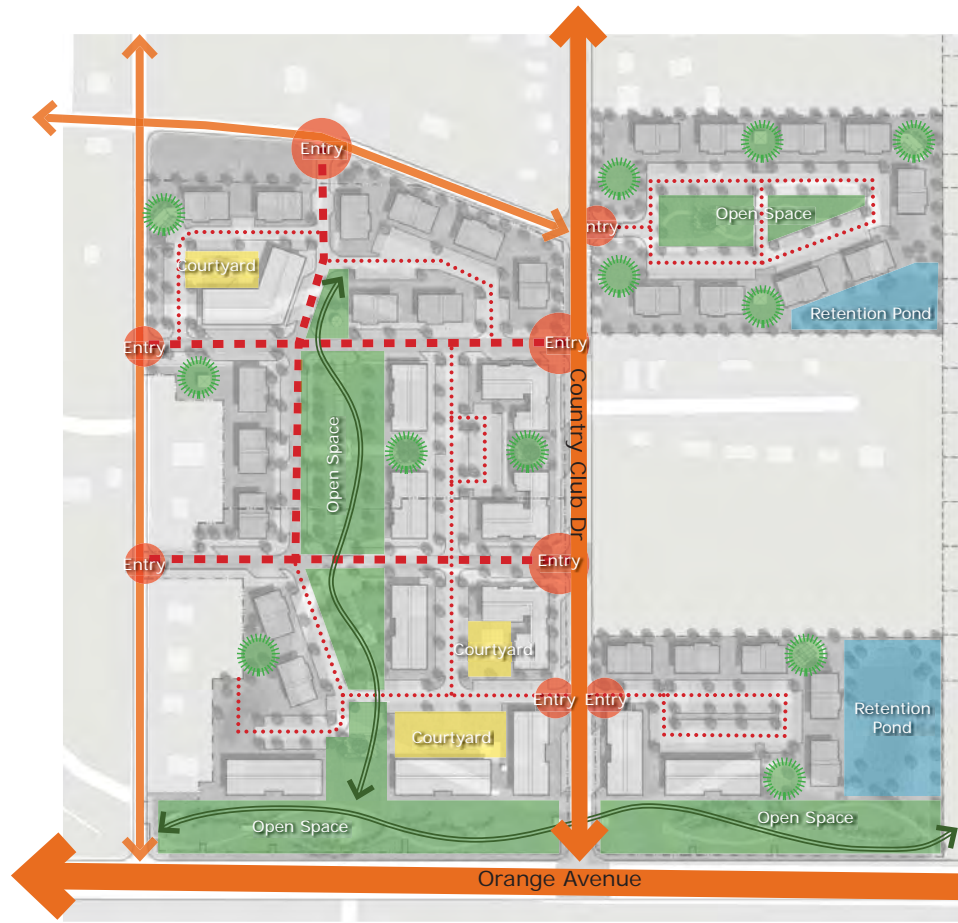 Entry
Entry
Open Space
Courtyard
Retention Pond
Entry
Entry
Country Club Dr
Open Space
Entry
Entry
Courtyard
Entry
Entry
Retention
Pond
Courtyard
Open Space
Open Space
Orange Avenue